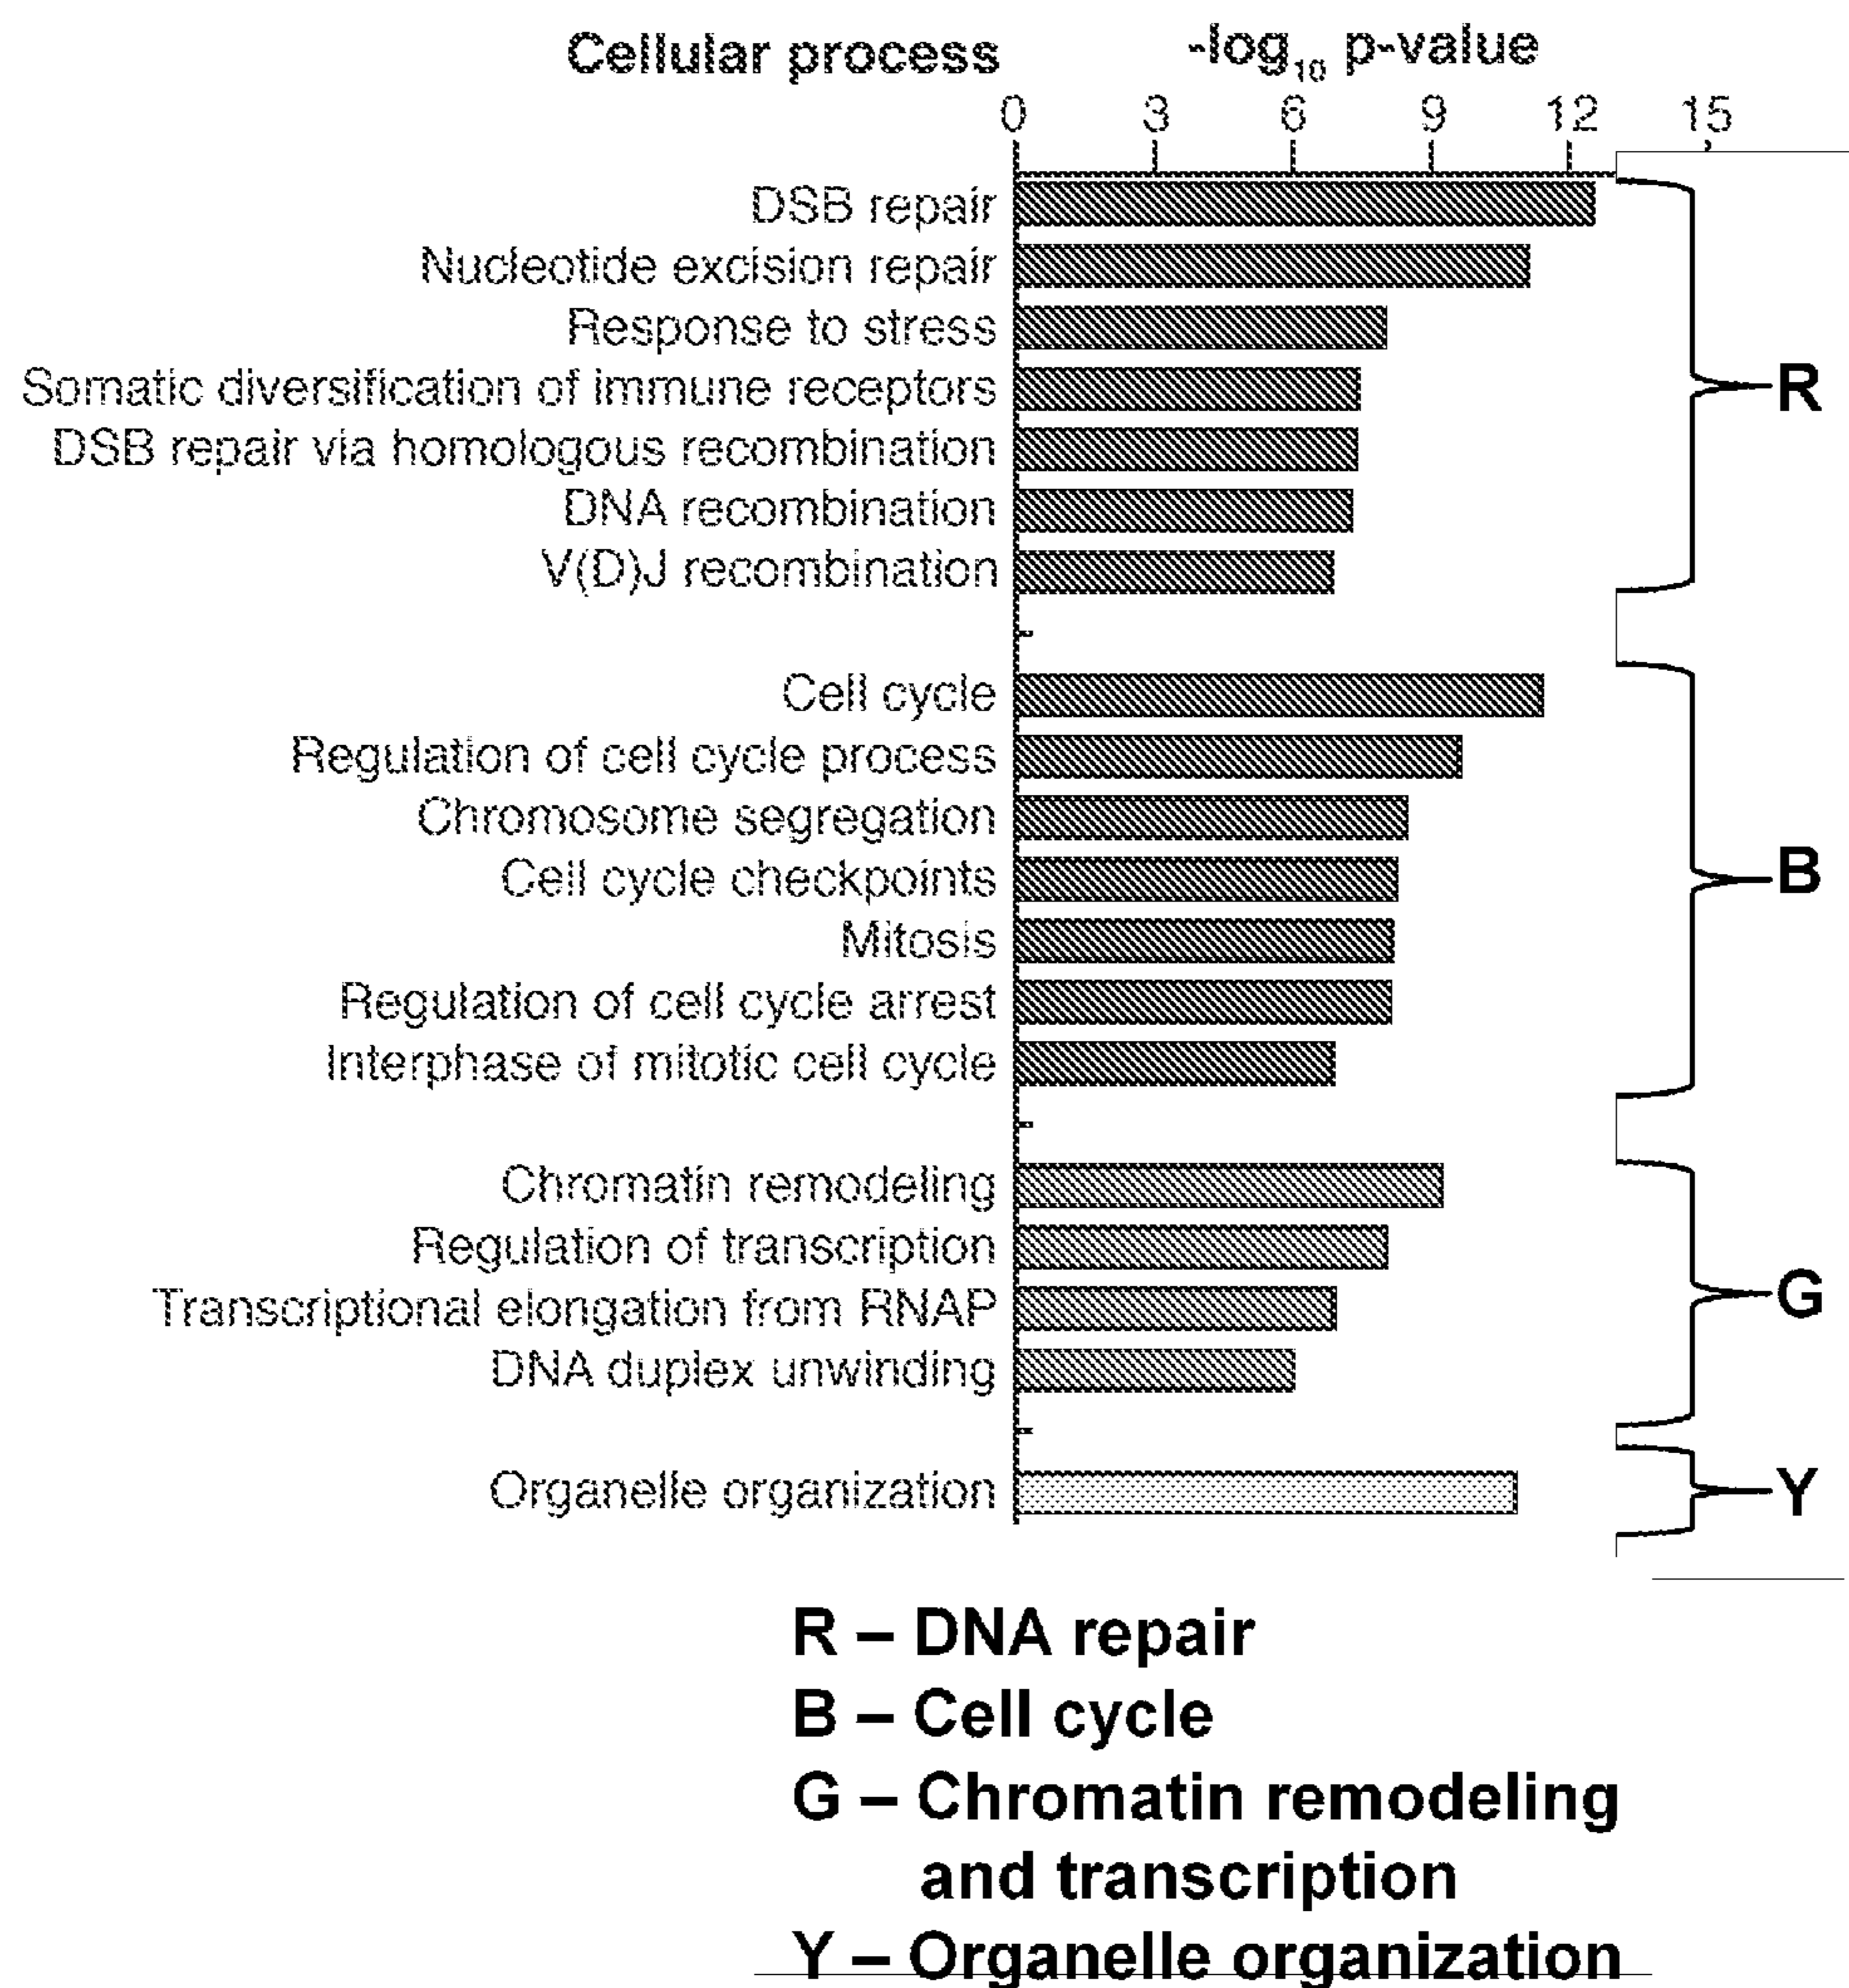 Cellular process -log10 p-value
0 3 6 9 12 15
DSB repair
Nucleotide excision repair
Response to stress
Somatic diversification of immune receptors
R
DSB repair via homologous recombination
DNA recombination
V(D)J recombination
Cell cycle
Regulation of cell cycle process
Chromosome segregation
Cell cycle checkpoints
B
Mitosis
Regulation of cell cycle arrest
Interphase of mitotic cell cycle
Chromatin remodeling
Regulation of transcription
Transcriptional elongation from RNAP
G
DNA duplex unwinding
Organelle organization
Y
R – DNA repair
B – Cell cycle
G – Chromatin remodeling
and transcription
Y – Organelle organization